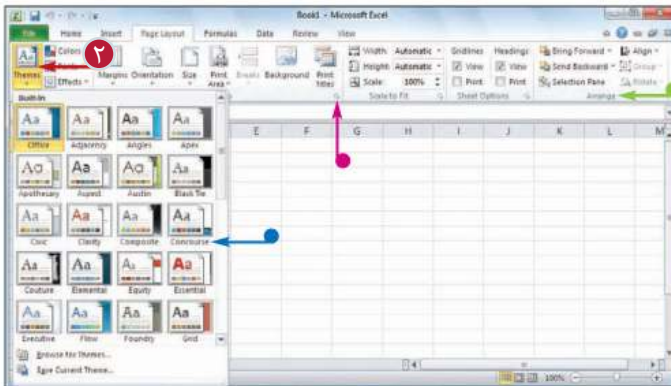 Book1 - Microsoft Excel
File Home Insert Page Layout Formulas Data Review View
Colors
Effects
Themes Margins Orientation Size Print Area Breaks Background Print Titles
Width: Automatic
Height: Automatic
Scale: 100%
Scale to Fit
Gridlines Headings
View View
Print Print
Sheet Options
Bring Forward Align
Send Backward Group
Selection Pane Rotate
Arrange
٢
Built-In
Office Adjacency Angles Apex
Apothecary Aspect Austin Black Tie
Civic Clarity Composite Concourse
Couture Elemental Equity Essential
Executive Flow Foundry Grid
Browse for Themes...
Save Current Theme...
E F G H I J K L M
100%